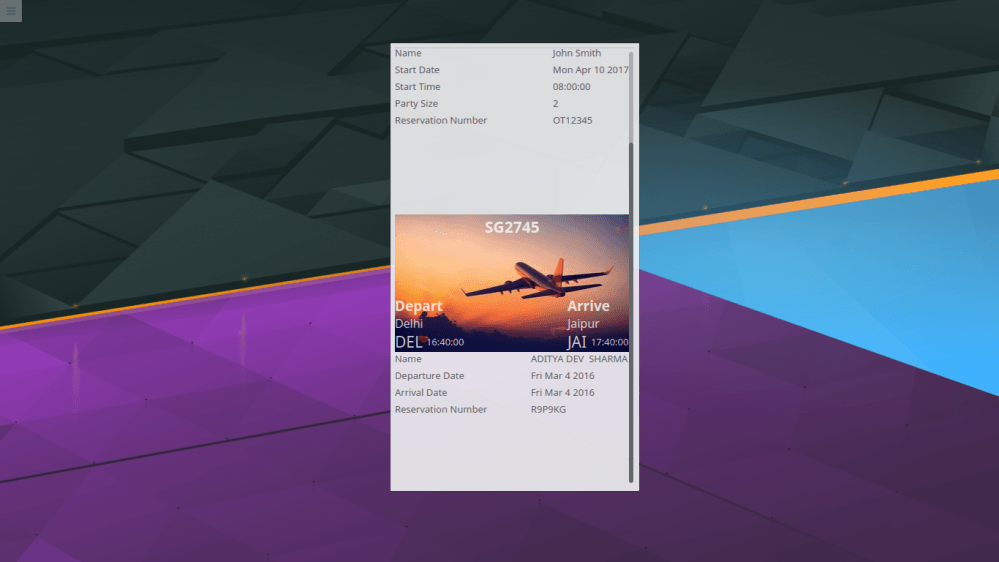 Name John Smith
Start Date Mon Apr 10 2017
Start Time 08:00:00
Party Size 2
Reservation Number OT12345
SG2745
Depart Arrive
Delhi Jaipur
DEL 16:40:00 JAI 17:40:00
Name ADITYA DEV SHARMA
Departure Date Fri Mar 4 2016
Arrival Date Fri Mar 4 2016
Reservation Number R9P9KG